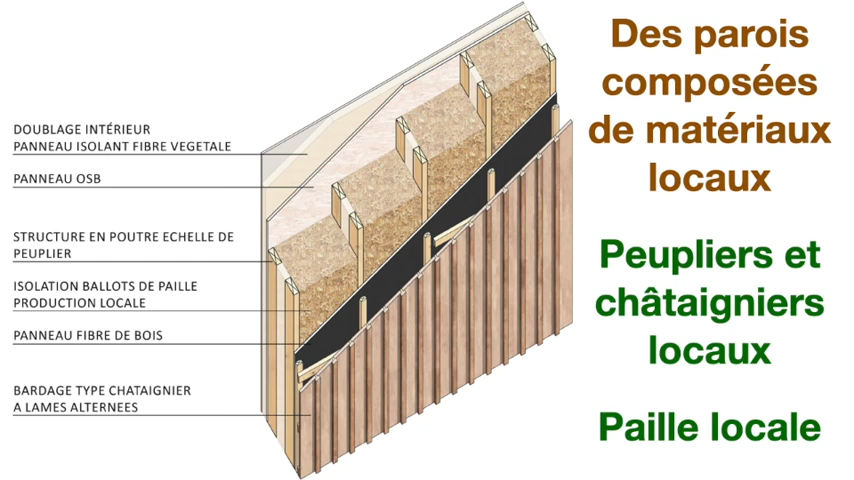 DOUBLAGE INTÉRIEUR
PANNEAU ISOLANT FIBRE VEGETALE
PANNEAU OSB
STRUCTURE EN POUTRE ECHELLE DE
PEUPLIER
ISOLATION BALLOTS DE PAILLE
PRODUCTION LOCALE
PANNEAU FIBRE DE BOIS
BARDAGE TYPE CHATAIGNIER
A LAMES ALTERNEES
Des parois
composées
de matériaux
locaux
Peupliers et
châtaigniers
locaux
Paille locale